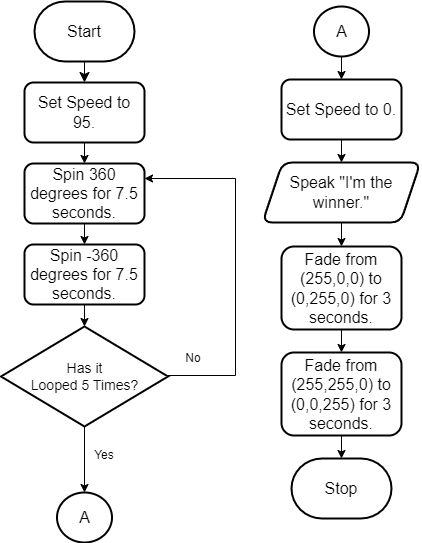 Start
Set Speed to
95.
Spin 360
degrees for 7.5
seconds.
Spin -360
degrees for 7.5
seconds.
Has it
Looped 5 Times?
No
Yes
A
A
Set Speed to 0.
Speak "I'm the
winner."
Fade from
(255,0,0) to
(0,255,0) for 3
seconds.
Fade from
(255,255,0) to
(0,0,255) for 3
seconds.
Stop